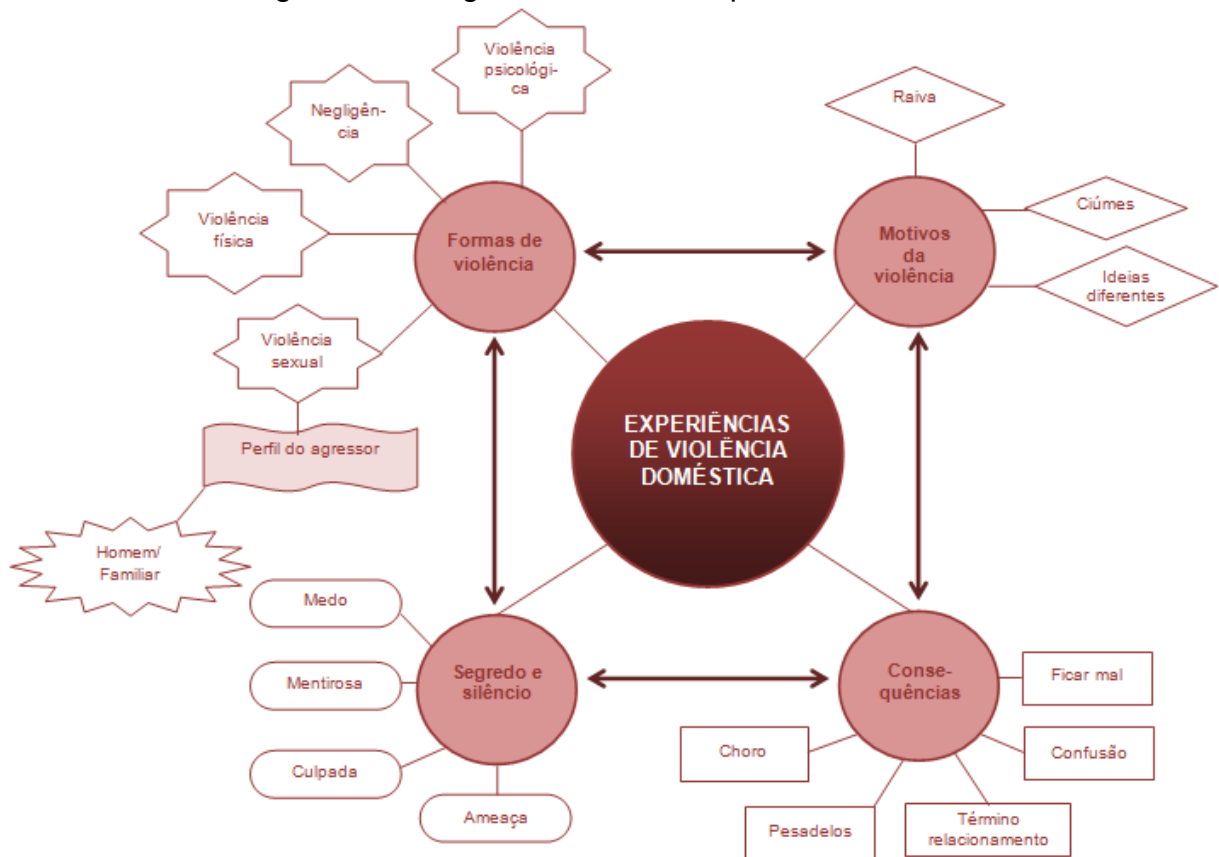 Violência
psicológi-
ca
Negligên-
cia
Violência
física
Formas de
violência
Violência
sexual
Perfil do agressor
Homem/
Familiar
Raiva
Ciúmes
Motivos
da
violência
Ideias
diferentes
EXPERIÊNCIAS
DE VIOLÊNCIA
DOMÉSTICA
Medo
Mentirosa
Segredo e
silêncio
Culpada
Ameaça
Conse-
quências
Ficar mal
Choro
Confusão
Pesadelos
Término
relacionamento